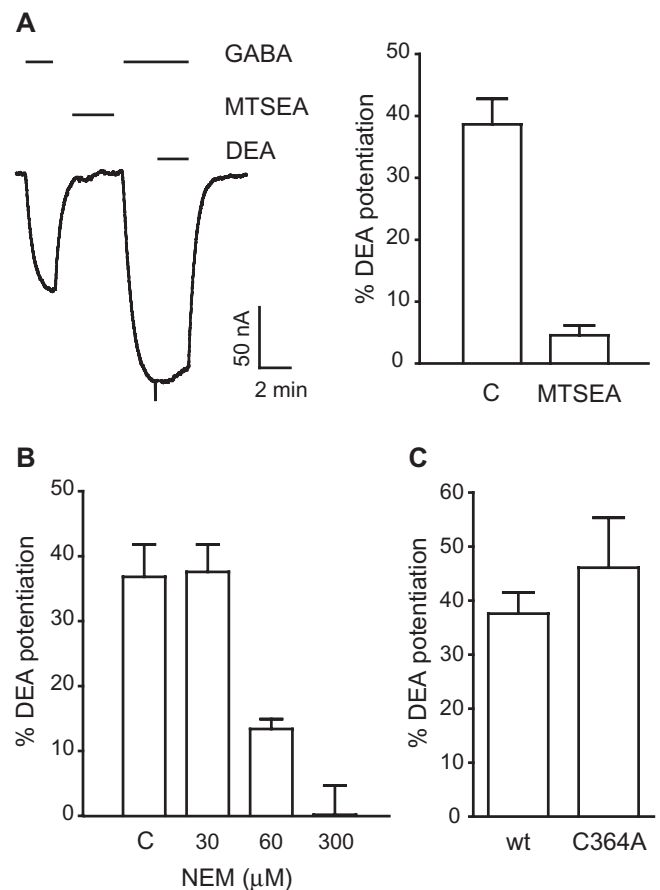 A
GABA
MTSEA
DEA
50 nA
2 min
% DEA potentiation
50
40
30
20
10
0
C
MTSEA
B
% DEA potentiation
50
40
30
20
10
0
C
30
60
300
NEM (μM)
C
% DEA potentiation
60
50
40
30
20
10
0
wt
C364A